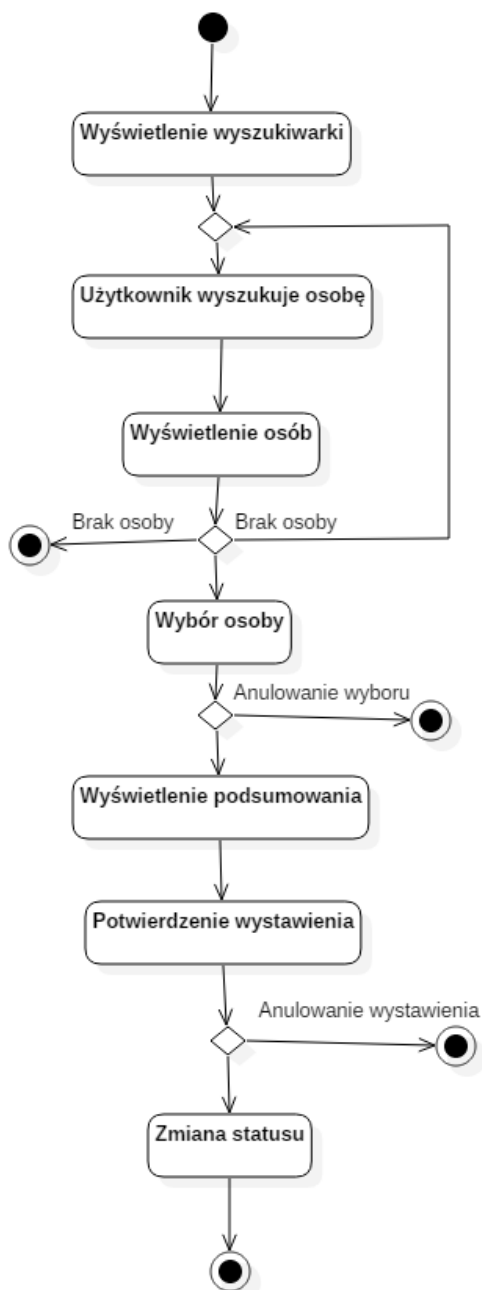 Wyświetlenie wyszukiwarki
Użytkownik wyszukuje osobę
Wyświetlenie osób
Brak osoby
Brak osoby
Wybór osoby
Anulowanie wyboru
Wyświetlenie podsumowania
Potwierdzenie wystawienia
Anulowanie wystawienia
Zmiana statusu